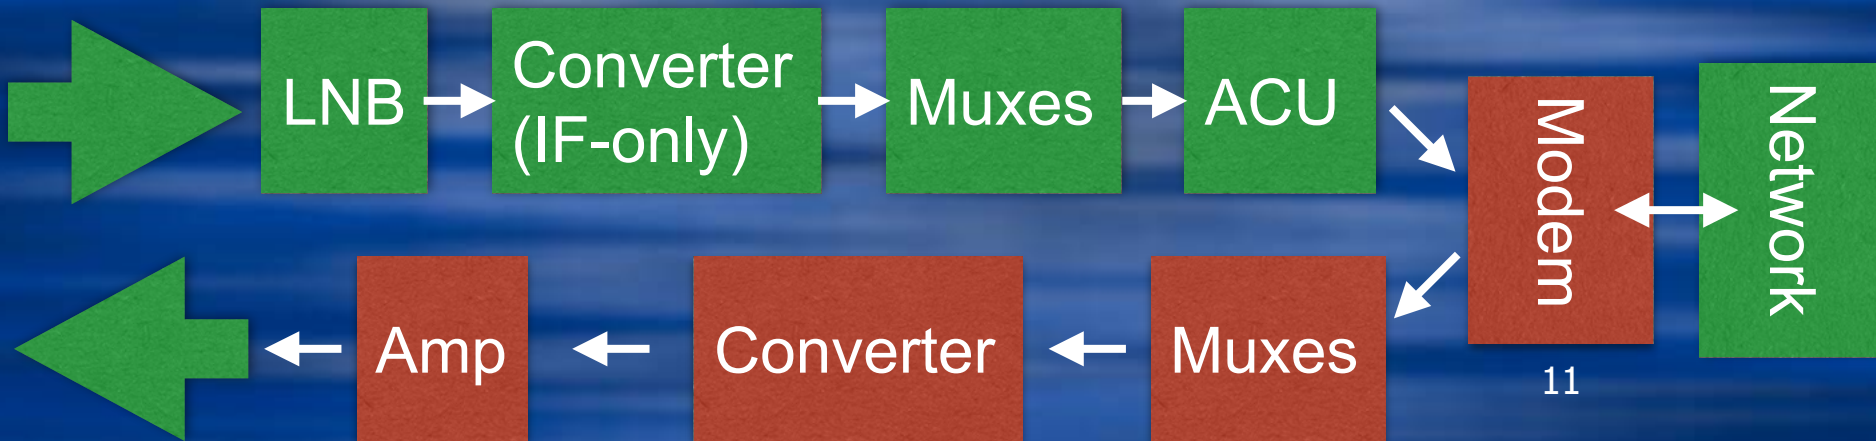 LNB
Converter
(IF-only)
Muxes
ACU
Modem
Network
Amp
Converter
Muxes
11